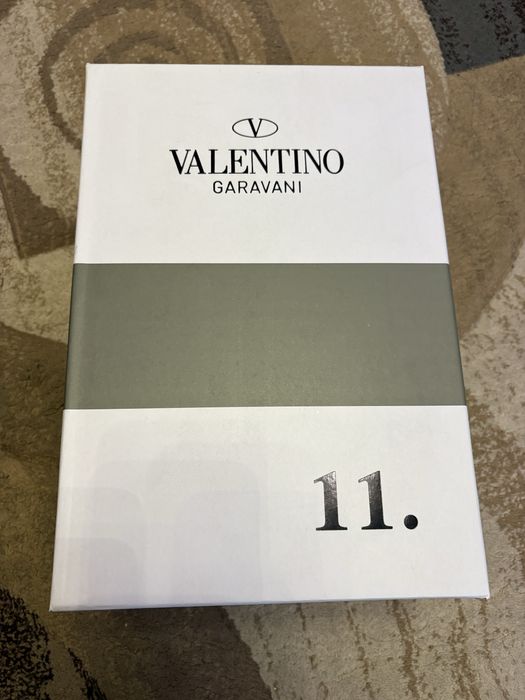 V
VALENTINO
GARAVANI
11.